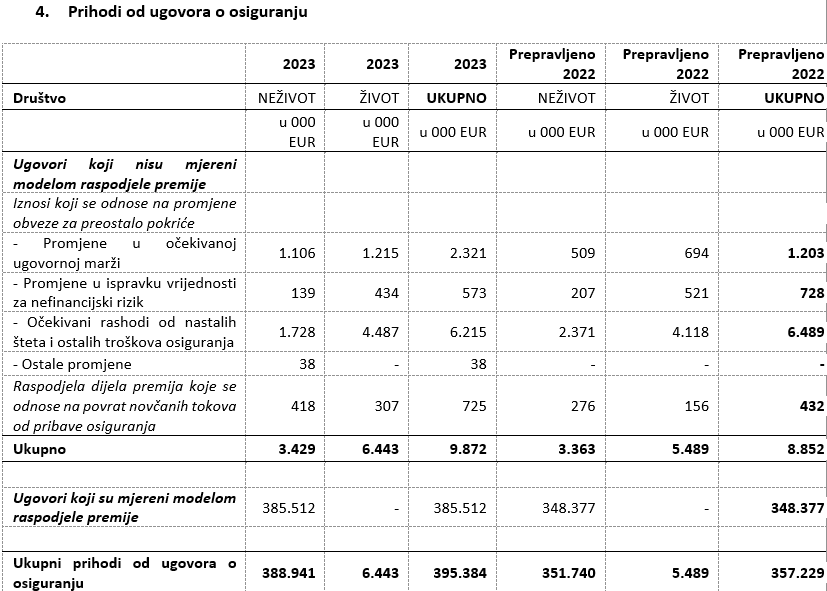 4. Prihodi od ugovora o osiguranju
2023 2023 2023 Prepravljeno 2022 Prepravljeno 2022 Prepravljeno 2022
Društvo NEŽIVOT ŽIVOT UKUPNO NEŽIVOT ŽIVOT UKUPNO
u 000 EUR u 000 EUR u 000 EUR u 000 EUR u 000 EUR u 000 EUR
Ugovori koji nisu mjereni
modelom raspodjele premije
Iznosi koji se odnose na promjene
obveze za preostalo pokriće
- Promjene u očekivanoj
ugovornoj marži 1.106 1.215 2.321 509 694 1.203
- Promjene u ispravku vrijednosti
za nefinancijski rizik 139 434 573 207 521 728
- Očekivani rashodi od nastalih
šteta i ostalih troškova osiguranja 1.728 4.487 6.215 2.371 4.118 6.489
- Ostale promjene 38 - 38 - - -
Raspodjela dijela premija koje se
odnose na povrat novčanih tokova
od pribave osiguranja 418 307 725 276 156 432
Ukupno 3.429 6.443 9.872 3.363 5.489 8.852
Ugovori koji su mjereni modelom
raspodjele premije 385.512 - 385.512 348.377 - 348.377
Ukupni prihodi od ugovora o
osiguranju 388.941 6.443 395.384 351.740 5.489 357.229